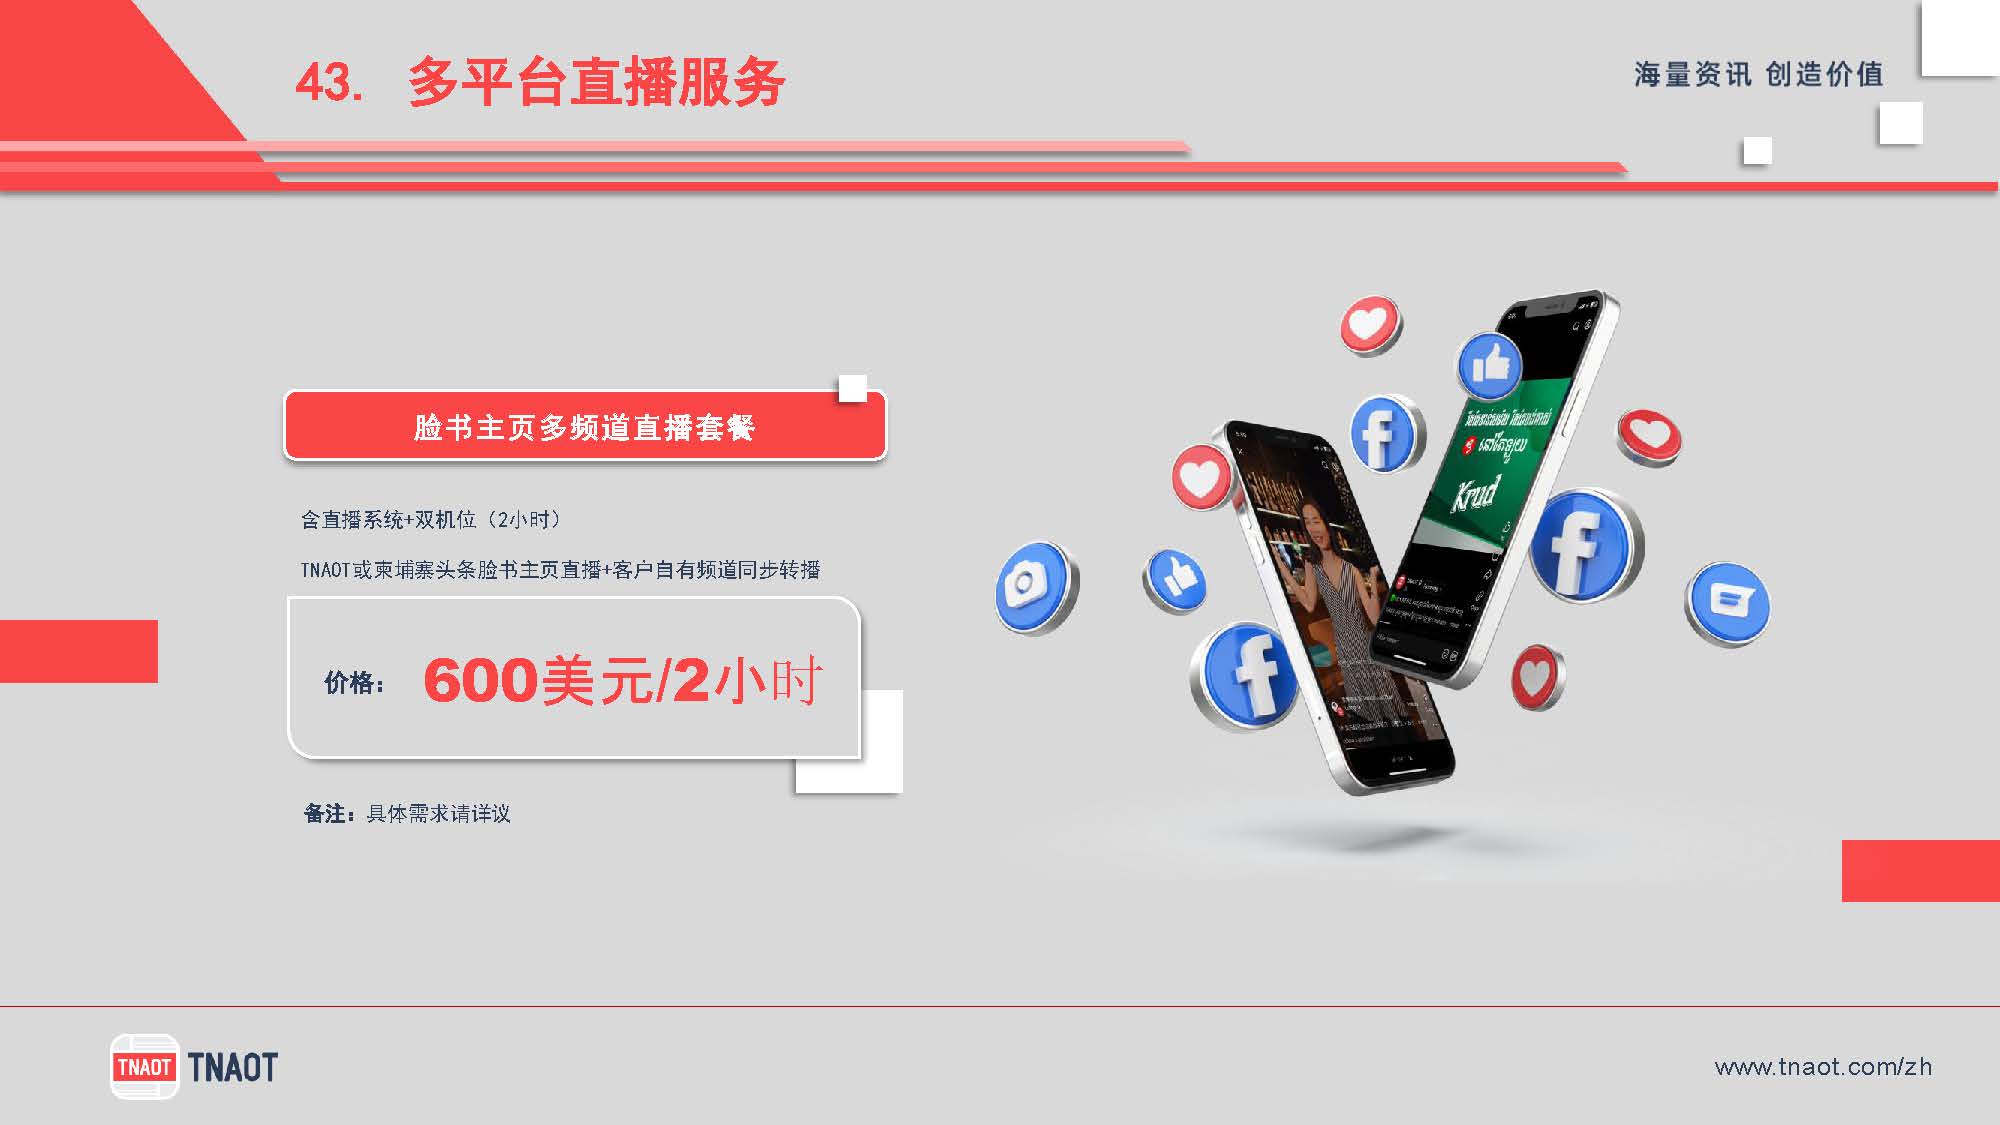 43. 多平台直播服务
海量资讯 创造价值
脸书主页多频道直播套餐
含直播系统+双机位（2小时）
TNAOT或柬埔寨头条脸书主页直播+客户自有频道同步转播
价格： 600美元/2小时
备注：具体需求请详议
Krud
TNAOT TNAOT
www.tnaot.com/zh